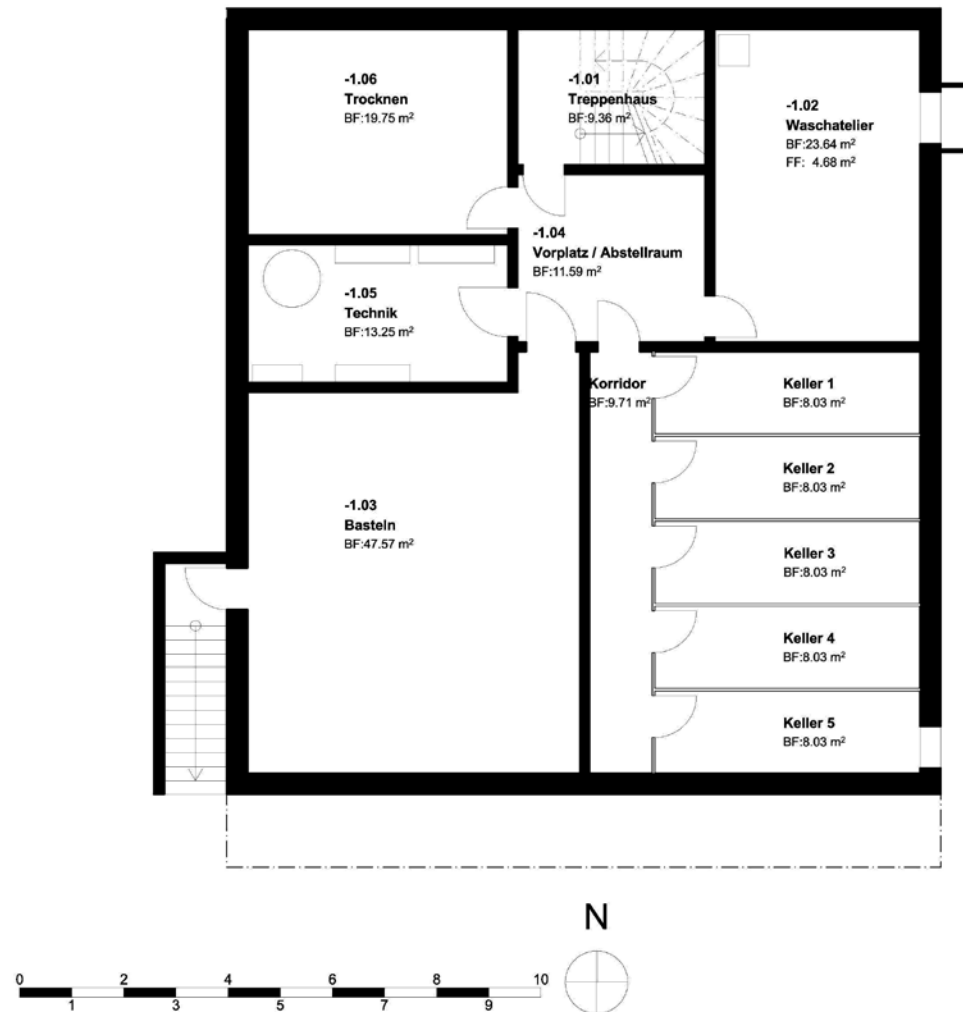 -1.06
Trocknen
BF:19.75 m²
-1.01
Treppenhaus
BF:9.36 m²
-1.02
Waschatelier
BF:23.64 m²
FF: 4.68 m²
-1.04
Vorplatz / Abstellraum
BF:11.59 m²
-1.05
Technik
BF:13.25 m²
Korridor
BF:9.71 m²
Keller 1
BF:8.03 m²
Keller 2
BF:8.03 m²
-1.03
Basteln
BF:47.57 m²
Keller 3
BF:8.03 m²
Keller 4
BF:8.03 m²
Keller 5
BF:8.03 m²
N
0 2 4 6 8 10
1 3 5 7 9